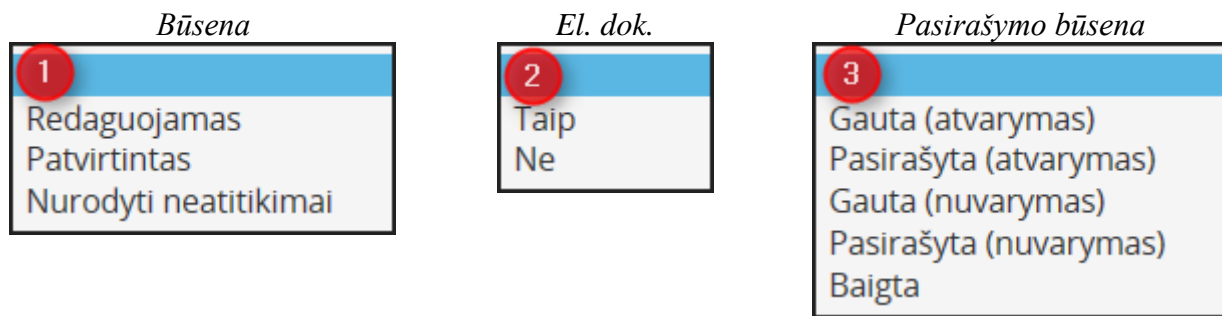 Būsena
1
Redaguojamas
Patvirtintas
Nurodyti neatitikimai
El. dok.
2
Taip
Ne
Pasirašymo būsena
3
Gauta (atvarymas)
Pasirašyta (atvarymas)
Gauta (nuvarymas)
Pasirašyta (nuvarymas)
Baigta